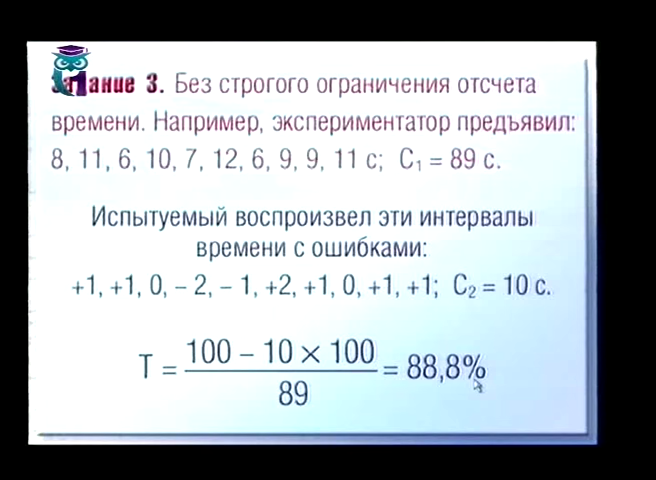 Задание 3. Без строгого ограничения отсчета
времени. Например, экспериментатор предъявил:
8, 11, 6, 10, 7, 12, 6, 9, 9, 11 с; C₁ = 89 с.
Испытуемый воспроизвел эти интервалы
времени с ошибками:
+1, +1, 0, – 2, – 1, +2, +1, 0, +1, +1; C₂ = 10 с.
100 – 10 × 100
T = = 88,8%
89